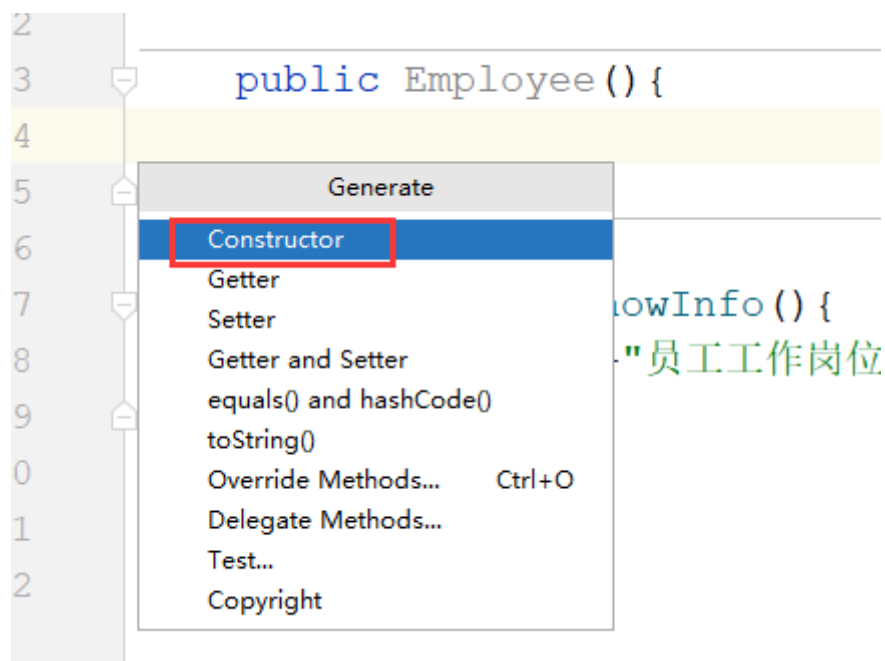 2
3 public Employee(){
4
5
Generate
6
Constructor
Getter
7 owInfo(){
Setter
8 "员工工作岗位
Getter and Setter
equals() and hashCode()
9
toString()
0
Override Methods... Ctrl+O
1
Delegate Methods...
Test...
2
Copyright